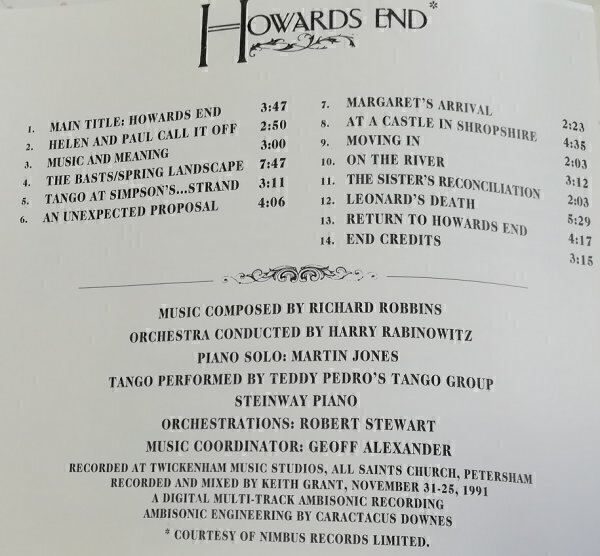 HOWARDS END*
1. MAIN TITLE: HOWARDS END 3:47
2. HELEN AND PAUL CALL IT OFF 2:50
3. MUSIC AND MEANING 3:00
4. THE BASTS/SPRING LANDSCAPE 7:47
5. TANGO AT SIMPSON'S...STRAND 3:11
6. AN UNEXPECTED PROPOSAL 4:06
7. MARGARET'S ARRIVAL 2:23
8. AT A CASTLE IN SHROPSHIRE 4:35
9. MOVING IN 2:03
10. ON THE RIVER 3:12
11. THE SISTER'S RECONCILIATION 2:03
12. LEONARD'S DEATH 5:29
13. RETURN TO HOWARDS END 4:17
14. END CREDITS 3:15
MUSIC COMPOSED BY RICHARD ROBBINS
ORCHESTRA CONDUCTED BY HARRY RABINOWITZ
PIANO SOLO: MARTIN JONES
TANGO PERFORMED BY TEDDY PEDRO'S TANGO GROUP
STEINWAY PIANO
ORCHESTRATIONS: ROBERT STEWART
MUSIC COORDINATOR: GEOFF ALEXANDER
RECORDED AT TWICKENHAM MUSIC STUDIOS, ALL SAINTS CHURCH, PETERSHAM
RECORDED AND MIXED BY KEITH GRANT, NOVEMBER 31-25, 1991
A DIGITAL MULTI-TRACK AMBISONIC RECORDING
AMBISONIC ENGINEERING BY CARACTACUS DOWNES
* COURTESY OF NIMBUS RECORDS LIMITED.